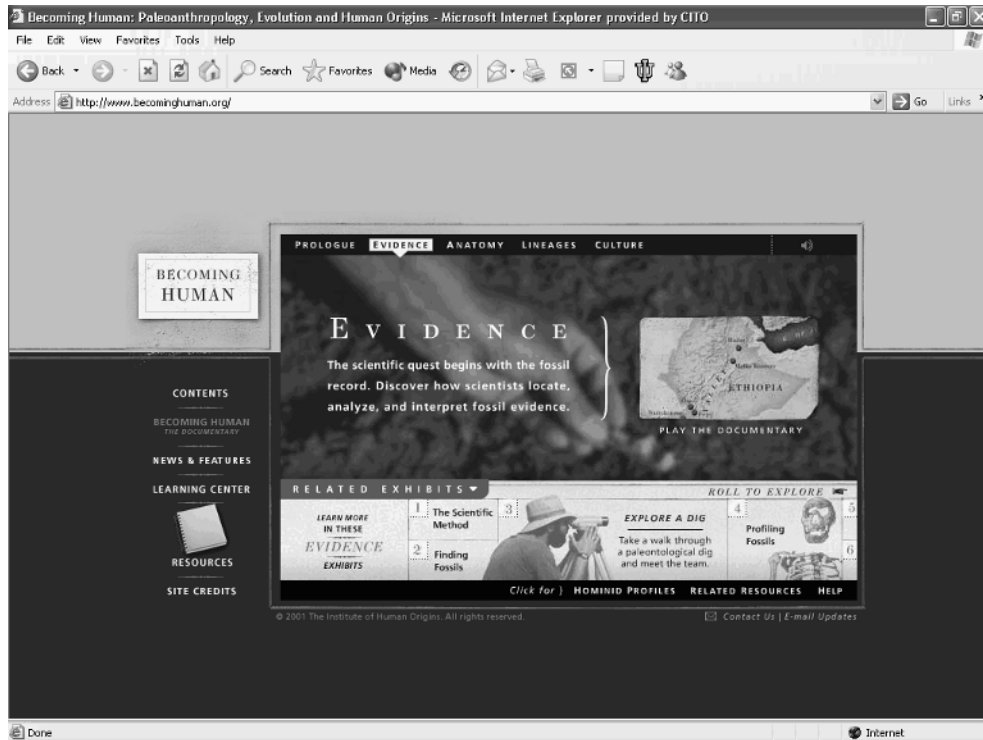 Becoming Human: Paleoanthropology, Evolution and Human Origins - Microsoft Internet Explorer provided by CITO
File Edit View Favorites Tools Help
Back Search Favorites Media
Address http://www.becominghuman.org/ Go Links
PROLOGUE EVIDENCE ANATOMY LINEAGES CULTURE
BECOMING
HUMAN
EVIDENCE
The scientific quest begins with the fossil
record. Discover how scientists locate,
analyze, and interpret fossil evidence.
ETHIOPIA
PLAY THE DOCUMENTARY
CONTENTS
BECOMING HUMAN
THE DOCUMENTARY
NEWS & FEATURES
LEARNING CENTER
RESOURCES
SITE CREDITS
RELATED EXHIBITS
ROLL TO EXPLORE
LEARN MORE
IN THESE
EVIDENCE
EXHIBITS
1 The Scientific
Method
2 Finding
Fossils
3
EXPLORE A DIG
Take a walk through
a paleontological dig
and meet the team.
4
Profiling
Fossils
5
6
Click for } HOMINID PROFILES RELATED RESOURCES HELP
© 2001 The Institute of Human Origins. All rights reserved.
Contact Us | E-mail Updates
Done
Internet